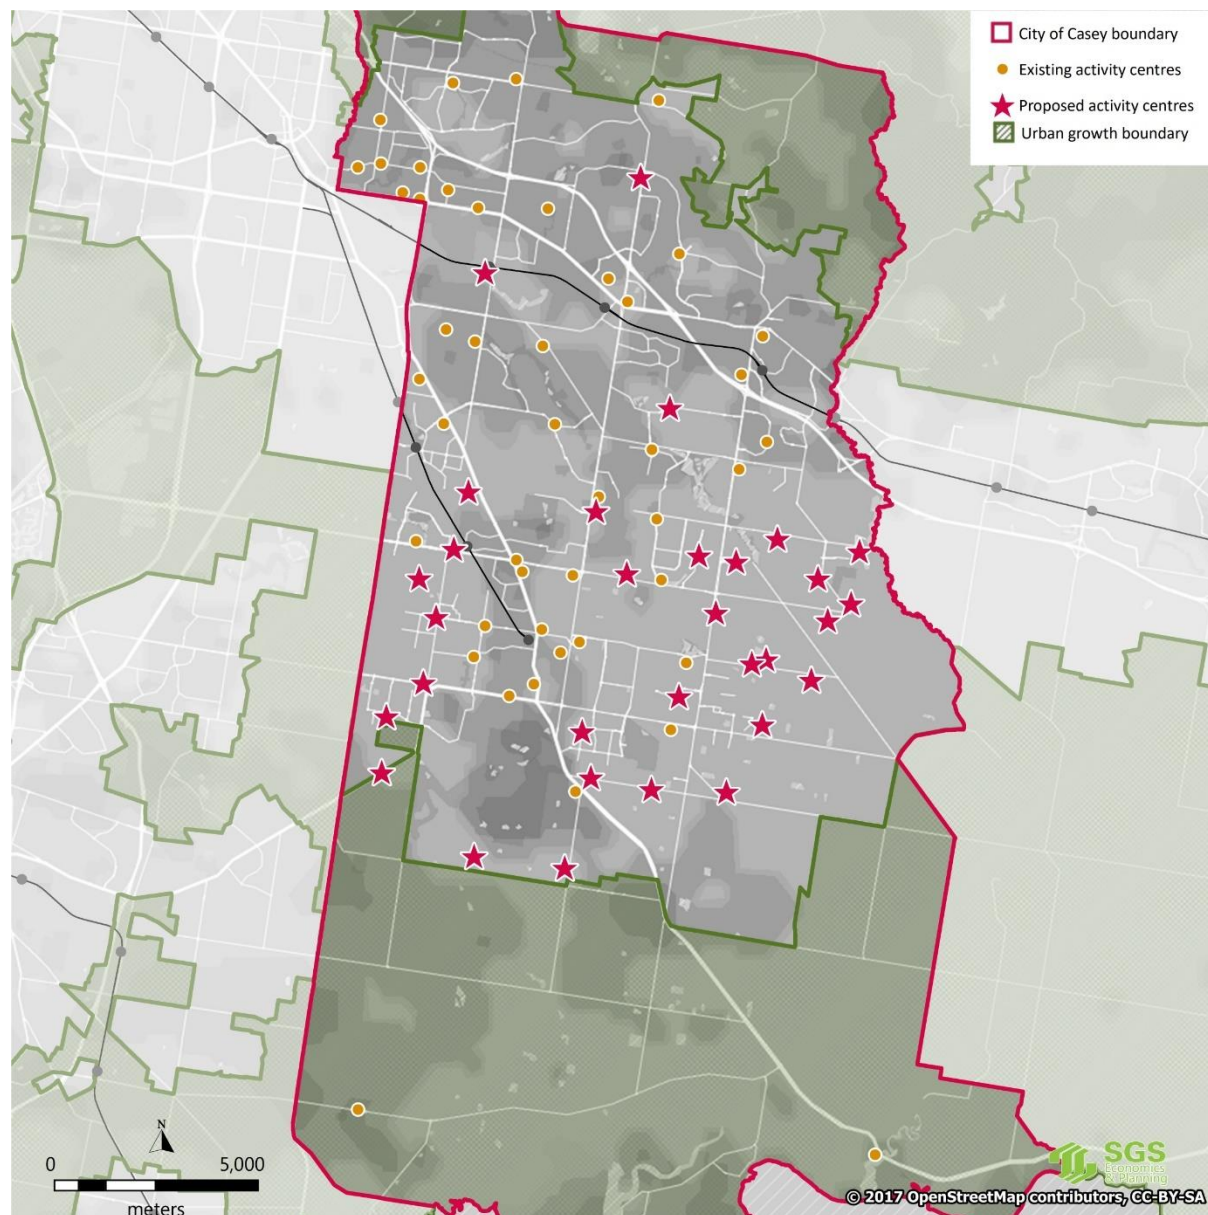 City of Casey boundary
Existing activity centres
Proposed activity centres
Urban growth boundary
N
0 5,000
meters
SGS
Economics
& Planning
© 2017 OpenStreetMap contributors, CC-BY-SA